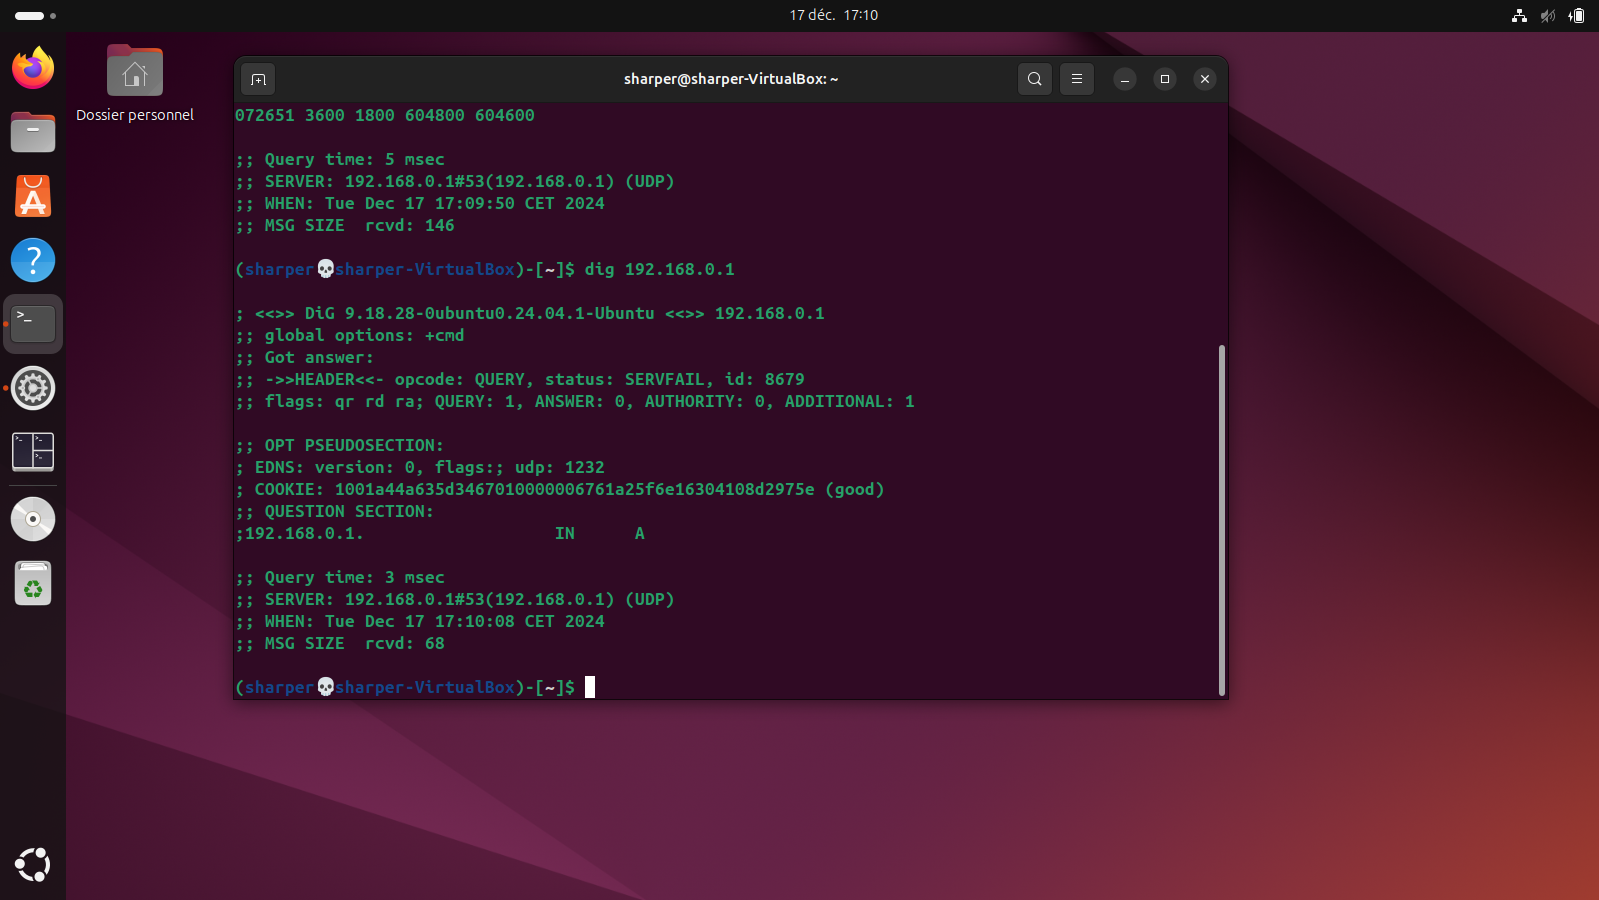 17 déc. 17:10
Dossier personnel
sharper@sharper-VirtualBox: ~
072651 3600 1800 604800 604600
;; Query time: 5 msec
;; SERVER: 192.168.0.1#53(192.168.0.1) (UDP)
;; WHEN: Tue Dec 17 17:09:50 CET 2024
;; MSG SIZE  rcvd: 146
(sharper💀sharper-VirtualBox)-[~]$ dig 192.168.0.1
; <<>> DiG 9.18.28-0ubuntu0.24.04.1-Ubuntu <<>> 192.168.0.1
;; global options: +cmd
;; Got answer:
;; ->>HEADER<<- opcode: QUERY, status: SERVFAIL, id: 8679
;; flags: qr rd ra; QUERY: 1, ANSWER: 0, AUTHORITY: 0, ADDITIONAL: 1
;; OPT PSEUDOSECTION:
; EDNS: version: 0, flags:; udp: 1232
; COOKIE: 1001a44a635d3467010000006761a25f6e16304108d2975e (good)
;; QUESTION SECTION:
;192.168.0.1.                   IN      A
;; Query time: 3 msec
;; SERVER: 192.168.0.1#53(192.168.0.1) (UDP)
;; WHEN: Tue Dec 17 17:10:08 CET 2024
;; MSG SIZE  rcvd: 68
(sharper💀sharper-VirtualBox)-[~]$